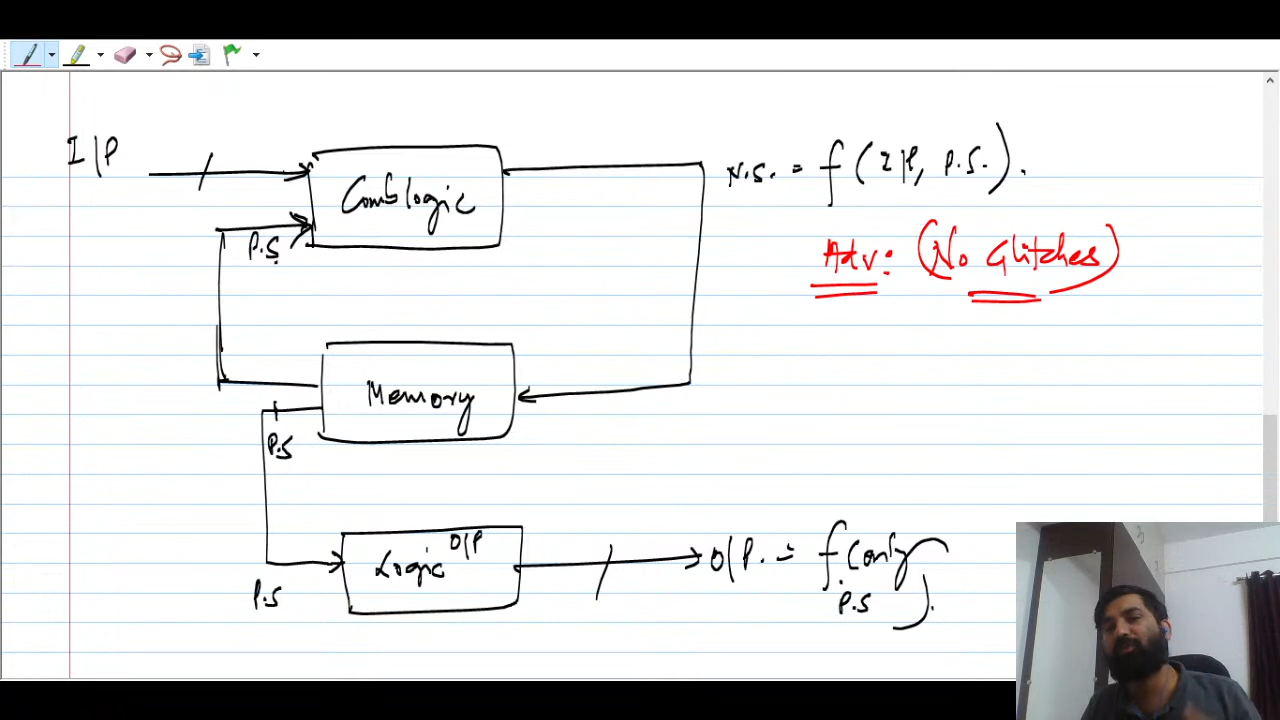 I/P
Comb logic
N.S. = f (I/P, P.S.).
P.S
Adv: (No Glitches)
Memory
P.S
Logic O/P
O/P. = f (only
P.S
P.S ).